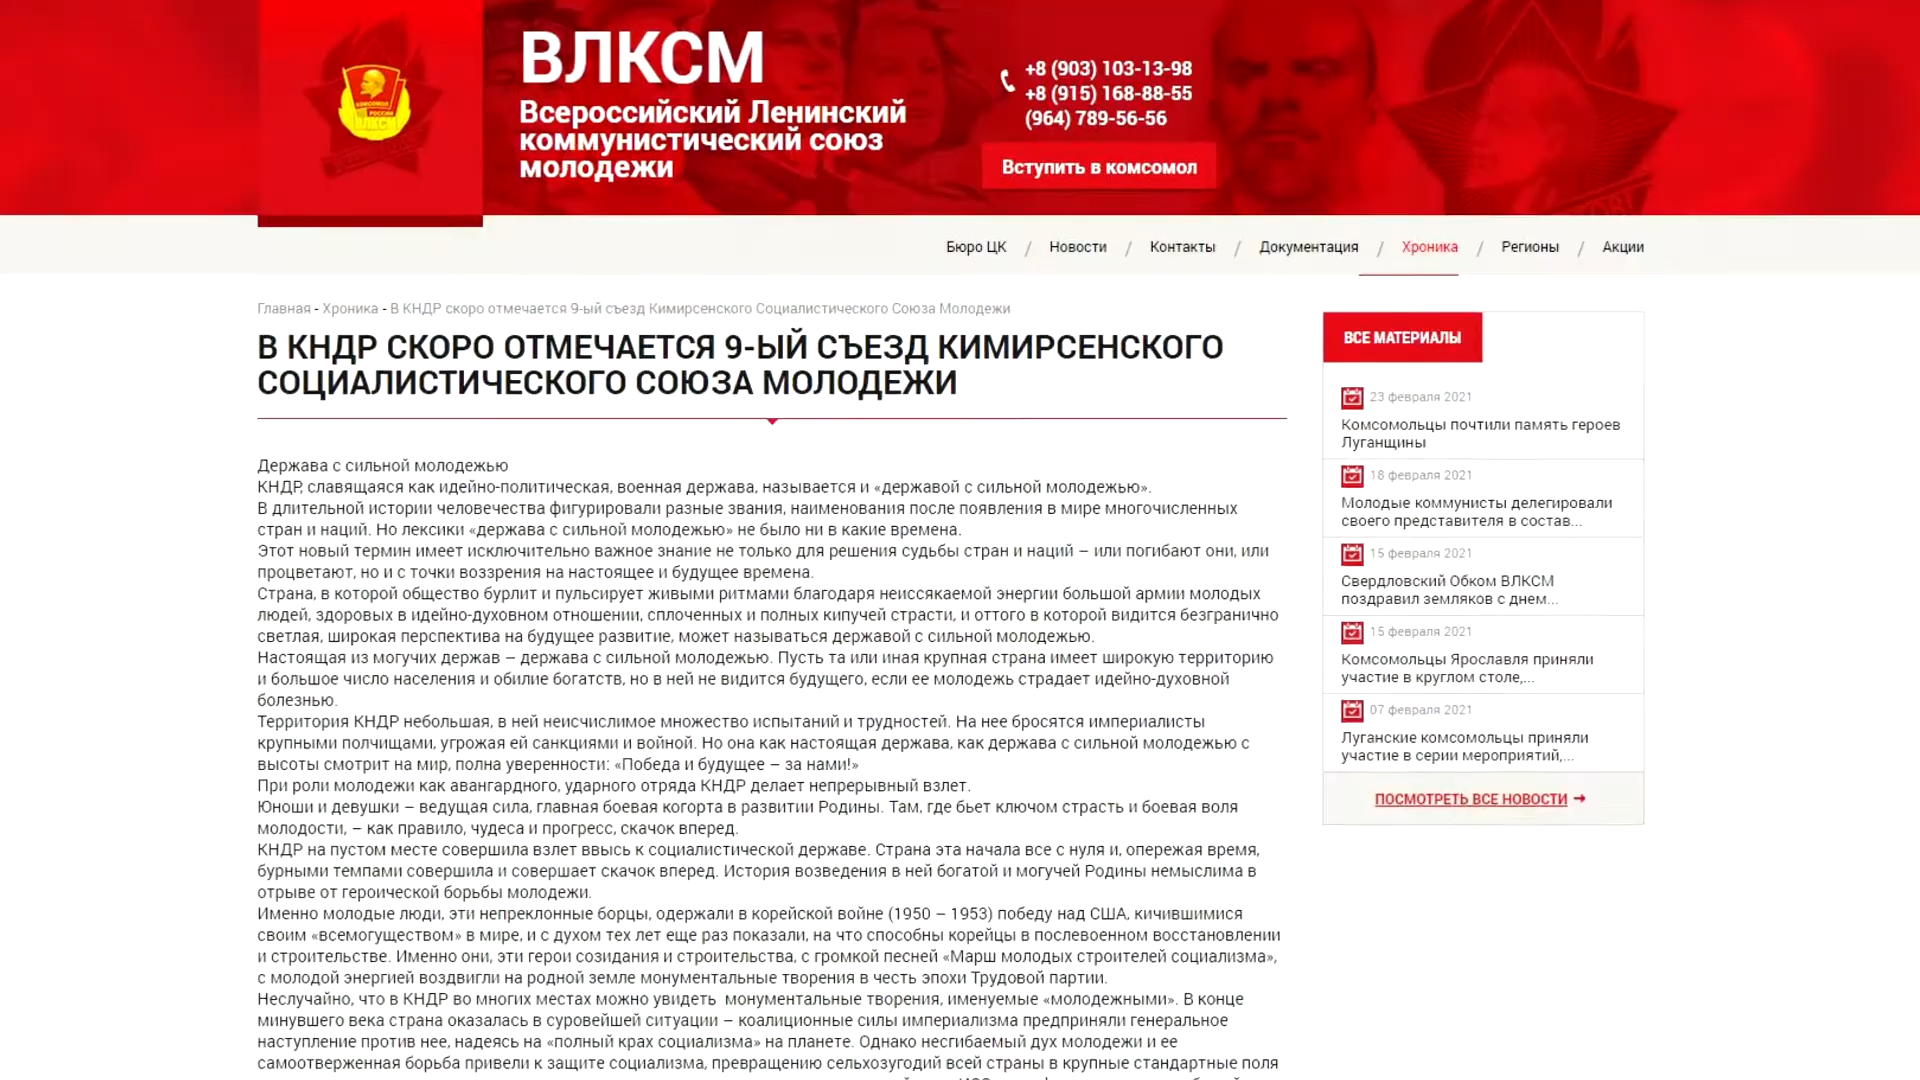 ВЛКСМ
Всероссийский Ленинский
коммунистический союз
молодежи
КОМСОМОЛ
РОССИИ
ВЛКСМ
+8 (903) 103-13-98
+8 (915) 168-88-55
(964) 789-56-56
Вступить в комсомол
Бюро ЦК / Новости / Контакты / Документация / Хроника / Регионы / Акции
Главная - Хроника - В КНДР скоро отмечается 9-ый съезд Кимирсенского Социалистического Союза Молодежи
В КНДР СКОРО ОТМЕЧАЕТСЯ 9-ЫЙ СЪЕЗД КИМИРСЕНСКОГО
СОЦИАЛИСТИЧЕСКОГО СОЮЗА МОЛОДЕЖИ
Держава с сильной молодежью
КНДР, славящаяся как идейно-политическая, военная держава, называется и «державой с сильной молодежью».
В длительной истории человечества фигурировали разные звания, наименования после появления в мире многочисленных
стран и наций. Но лексики «держава с сильной молодежью» не было ни в какие времена.
Этот новый термин имеет исключительно важное знание не только для решения судьбы стран и наций – или погибают они, или
процветают, но и с точки воззрения на настоящее и будущее времена.
Страна, в которой общество бурлит и пульсирует живыми ритмами благодаря неиссякаемой энергии большой армии молодых
людей, здоровых в идейно-духовном отношении, сплоченных и полных кипучей страсти, и оттого в которой видится безгранично
светлая, широкая перспектива на будущее развитие, может называться державой с сильной молодежью.
Настоящая из могучих держав – держава с сильной молодежью. Пусть та или иная крупная страна имеет широкую территорию
и большое число населения и обилие богатств, но в ней не видится будущего, если ее молодежь страдает идейно-духовной
болезнью.
Территория КНДР небольшая, в ней неисчислимое множество испытаний и трудностей. На нее бросятся империалисты
крупными полчищами, угрожая ей санкциями и войной. Но она как настоящая держава, как держава с сильной молодежью с
высоты смотрит на мир, полна уверенности: «Победа и будущее – за нами!»
При роли молодежи как авангардного, ударного отряда КНДР делает непрерывный взлет.
Юноши и девушки – ведущая сила, главная боевая когорта в развитии Родины. Там, где бьет ключом страсть и боевая воля
молодости, – как правило, чудеса и прогресс, скачок вперед.
КНДР на пустом месте совершила взлет ввысь к социалистической державе. Страна эта начала все с нуля и, опережая время,
бурными темпами совершила и совершает скачок вперед. История возведения в ней богатой и могучей Родины немыслима в
отрыве от героической борьбы молодежи.
Именно молодые люди, эти непреклонные борцы, одержали в корейской войне (1950 – 1953) победу над США, кичившимися
своим «всемогуществом» в мире, и с духом тех лет еще раз показали, на что способны корейцы в послевоенном восстановлении
и строительстве. Именно они, эти герои созидания и строительства, с громкой песней «Марш молодых строителей социализма»,
с молодой энергией воздвигли на родной земле монументальные творения в честь эпохи Трудовой партии.
Неслучайно, что в КНДР во многих местах можно увидеть монументальные творения, именуемые «молодежными». В конце
минувшего века страна оказалась в суровейшей ситуации – коалиционные силы империализма предприняли генеральное
наступление против нее, надеясь на «полный крах социализма» на планете. Однако несгибаемый дух молодежи и ее
самоотверженная борьба привели к защите социализма, превращению сельхозугодий всей страны в крупные стандартные поля
ВСЕ МАТЕРИАЛЫ
23 февраля 2021
Комсомольцы почтили память героев
Луганщины
18 февраля 2021
Молодые коммунисты делегировали
своего представителя в состав...
15 февраля 2021
Свердловский Обком ВЛКСМ
поздравил земляков с днем...
15 февраля 2021
Комсомольцы Ярославля приняли
участие в круглом столе,...
07 февраля 2021
Луганские комсомольцы приняли
участие в серии мероприятий,...
ПОСМОТРЕТЬ ВСЕ НОВОСТИ →